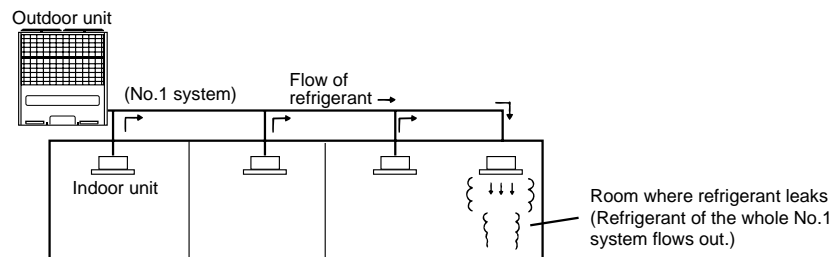 Outdoor unit
(No.1 system)
Flow of
refrigerant
Indoor unit
Room where refrigerant leaks
(Refrigerant of the whole No.1
system flows out.)